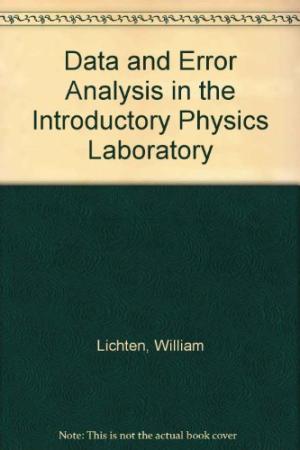 Data and Error
Analysis in the
Introductory Physics
Laboratory
Lichten, William
Note: This is not the actual book cover